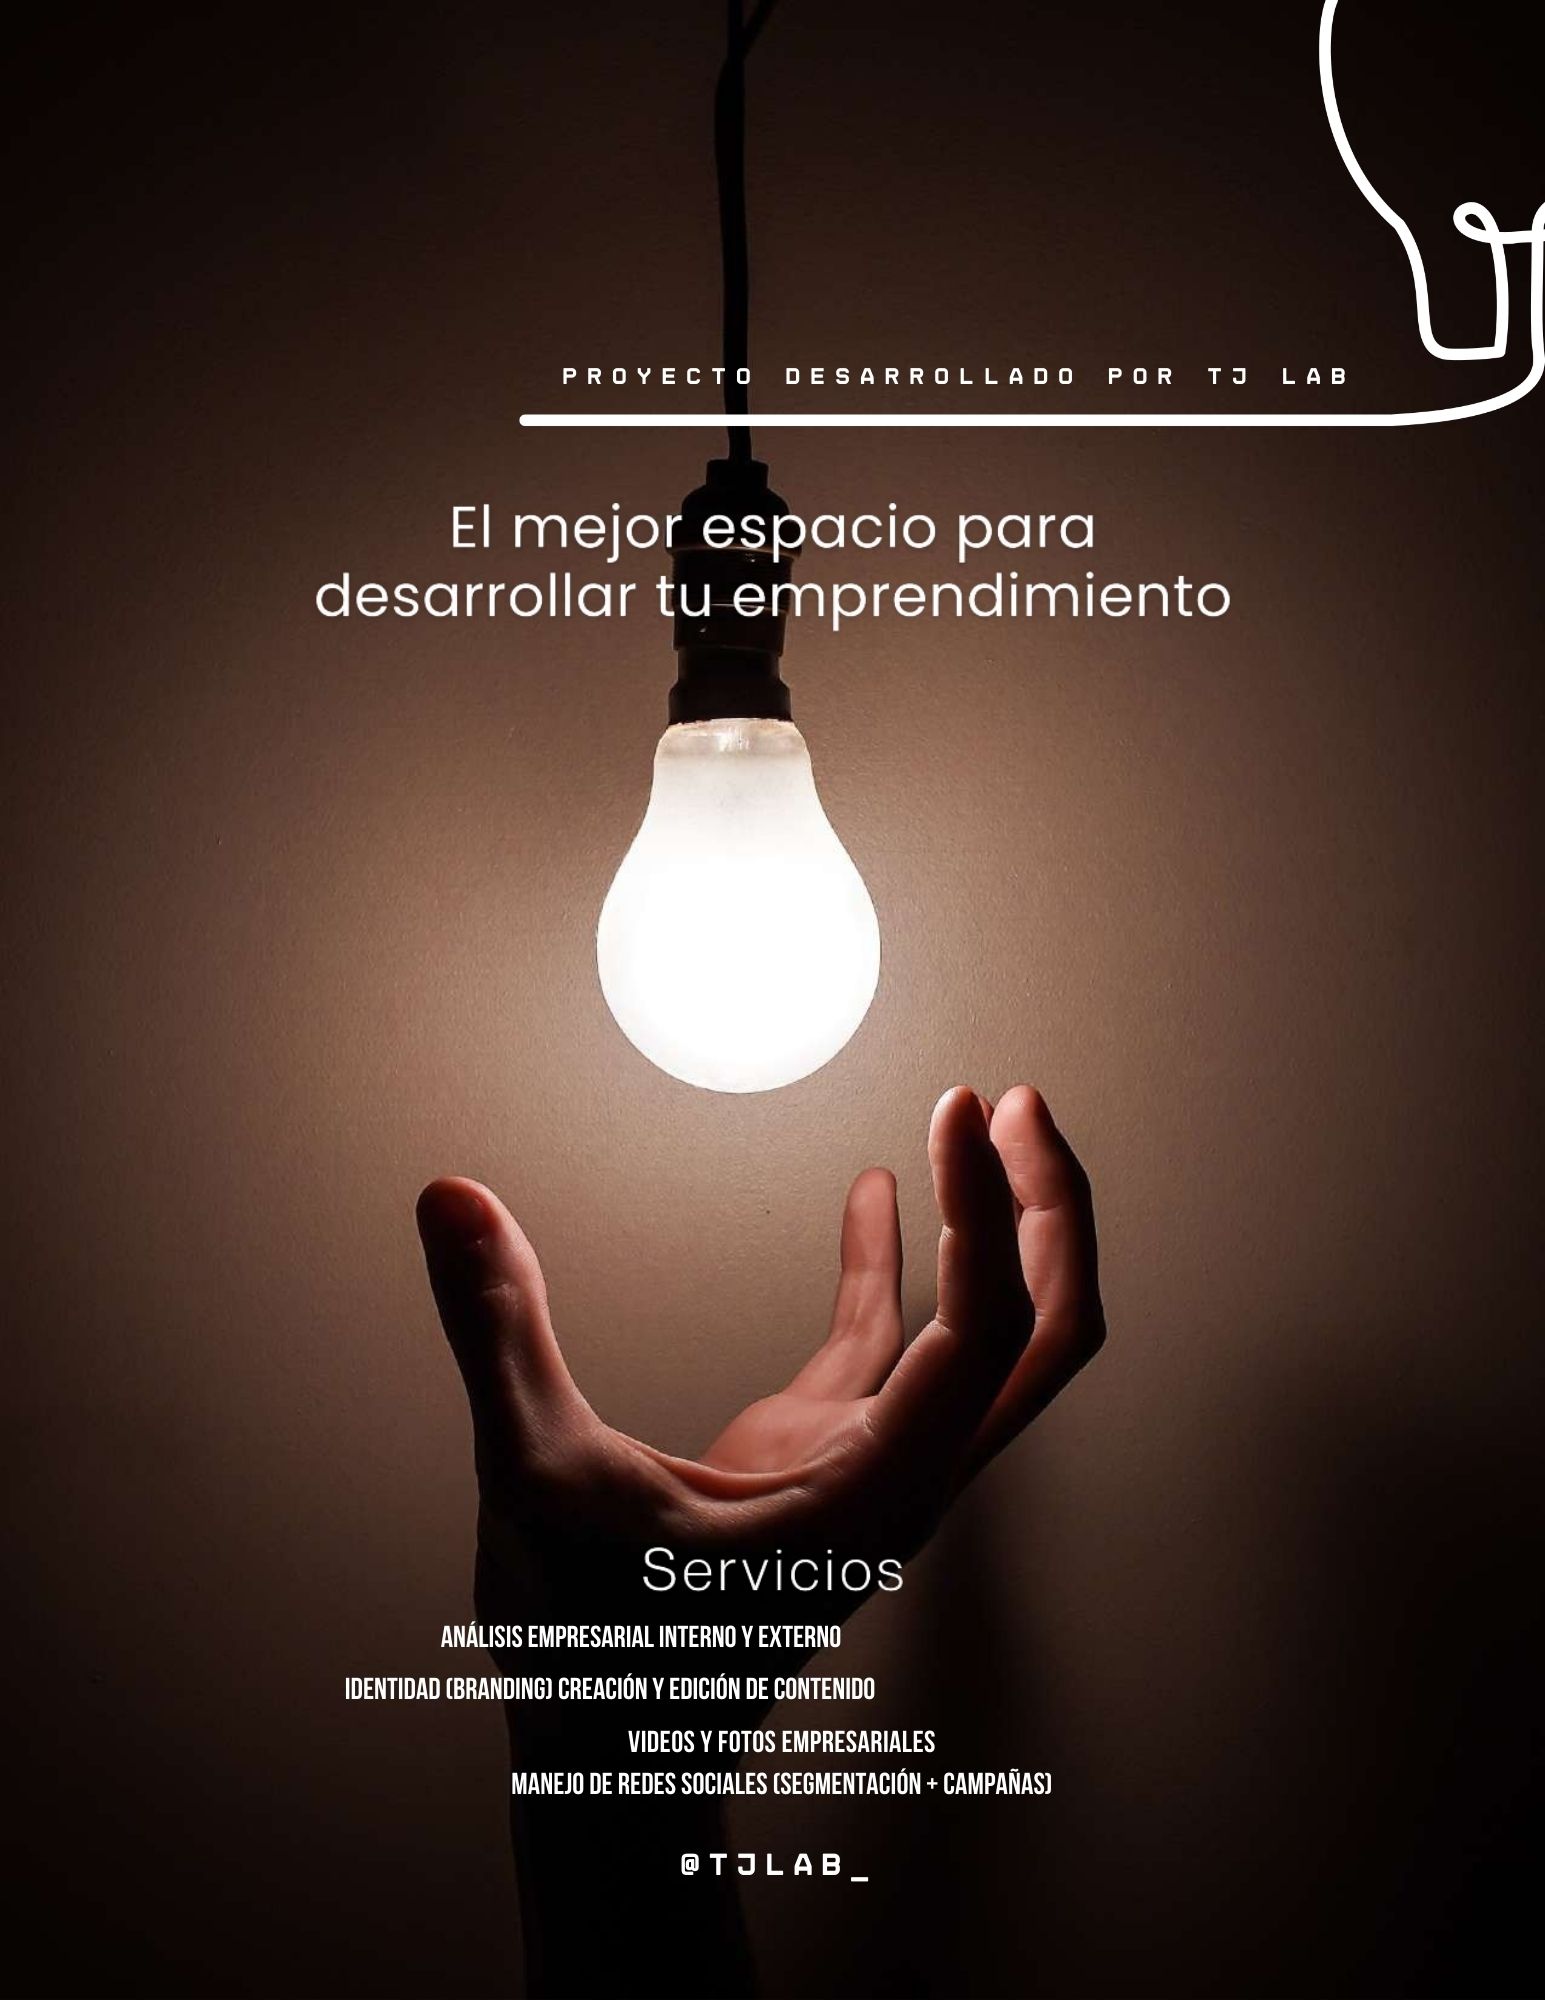 PROYECTO DESARROLLADO POR TJ LAB
El mejor espacio para
desarrollar tu emprendimiento
Servicios
ANÁLISIS EMPRESARIAL INTERNO Y EXTERNO
IDENTIDAD (BRANDING) CREACIÓN Y EDICIÓN DE CONTENIDO
VIDEOS Y FOTOS EMPRESARIALES
MANEJO DE REDES SOCIALES (SEGMENTACIÓN + CAMPAÑAS)
@TJLAB_